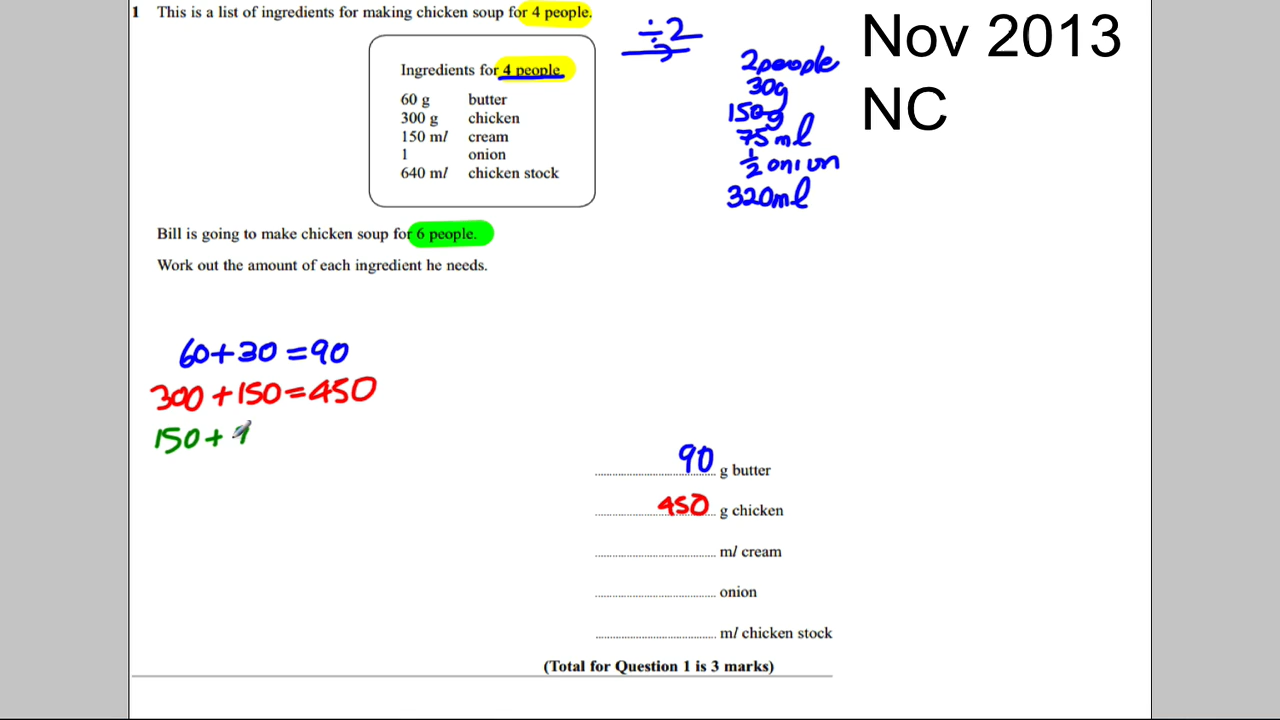 1 This is a list of ingredients for making chicken soup for 4 people.
÷2
Nov 2013
NC
Ingredients for 4 people
60 g butter
300 g chicken
150 ml cream
1 onion
640 ml chicken stock
2 people
30g
150g
75 ml
½ onion
320ml
Bill is going to make chicken soup for 6 people.
Work out the amount of each ingredient he needs.
60+30=90
300+150=450
150+
90 g butter
450 g chicken
ml cream
onion
ml chicken stock
(Total for Question 1 is 3 marks)